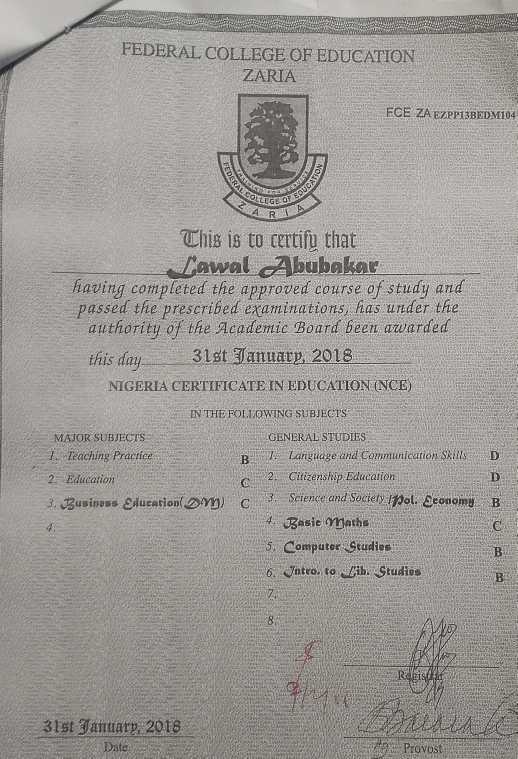 FEDERAL COLLEGE OF EDUCATION
ZARIA
FCE ZA EZPP13BEDM104
FEDERAL COLLEGE OF EDUCATION
ZARIA
This is to certify that
Lawal Abubakar
having completed the approved course of study and
passed the prescribed examinations, has under the
authority of the Academic Board been awarded
this day 31st January, 2018
NIGERIA CERTIFICATE IN EDUCATION (NCE)
IN THE FOLLOWING SUBJECTS
MAJOR SUBJECTS
1. Teaching Practice B
2. Education C
3. Business Education(DM) C
4.
GENERAL STUDIES
1. Language and Communication Skills D
2. Citizenship Education D
3. Science and Society /Pol. Economy B
4. Basic Maths C
5. Computer Studies B
6. Intro. to Lib. Studies B
7.
8.
Registrar
31st January, 2018
Date
Ag. Provost